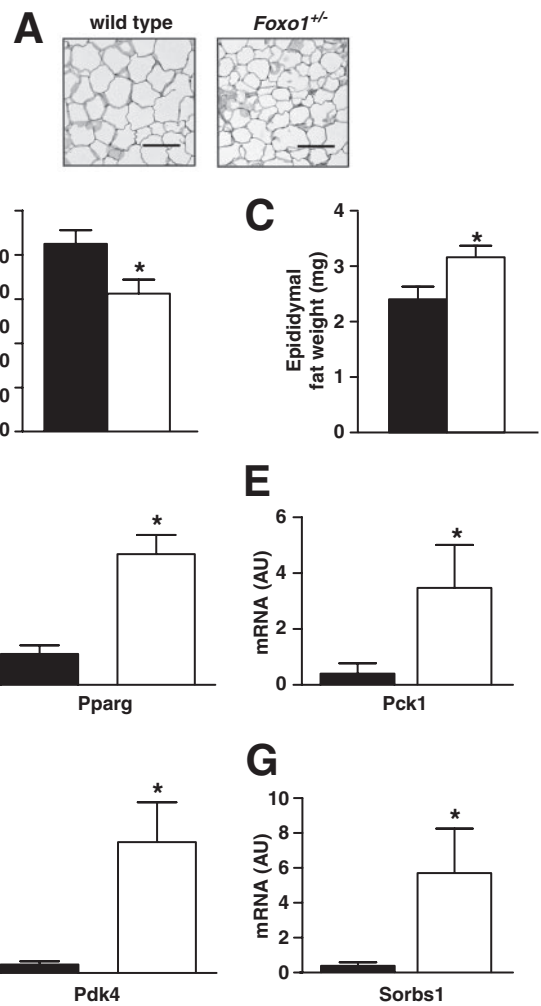 A
wild type
Foxo1+/-
0
0
0
0
0
*
C
Epididymal
fat weight (mg)
4
3
2
1
0
*
*
Pparg
E
mRNA (AU)
6
4
2
0
*
Pck1
*
Pdk4
G
mRNA (AU)
10
8
6
4
2
0
*
Sorbs1